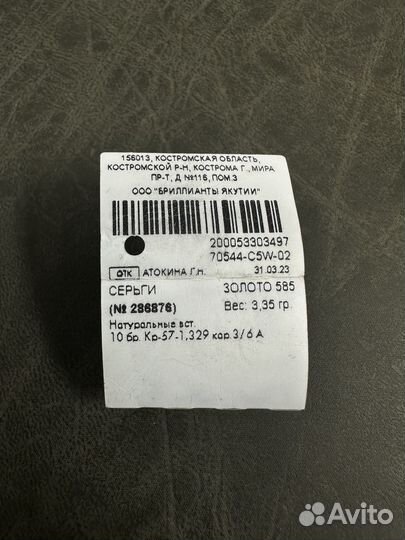 156013, КОСТРОМСКАЯ ОБЛАСТЬ,
КОСТРОМСКОЙ Р-Н, КОСТРОМА Г., МИРА
ПР-Т, Д №116, ПОМ.3
ООО "БРИЛЛИАНТЫ ЯКУТИИ"
200053303497
70544-C5W-02
ОТК АТОКИНА Г.Н. 31.03.23
СЕРЬГИ ЗОЛОТО 585
(№ 286876) Вес: 3,35 гр.
Натуральные вст.
10 бр. Кр-57-1,329 кар.3/6 А
Avito